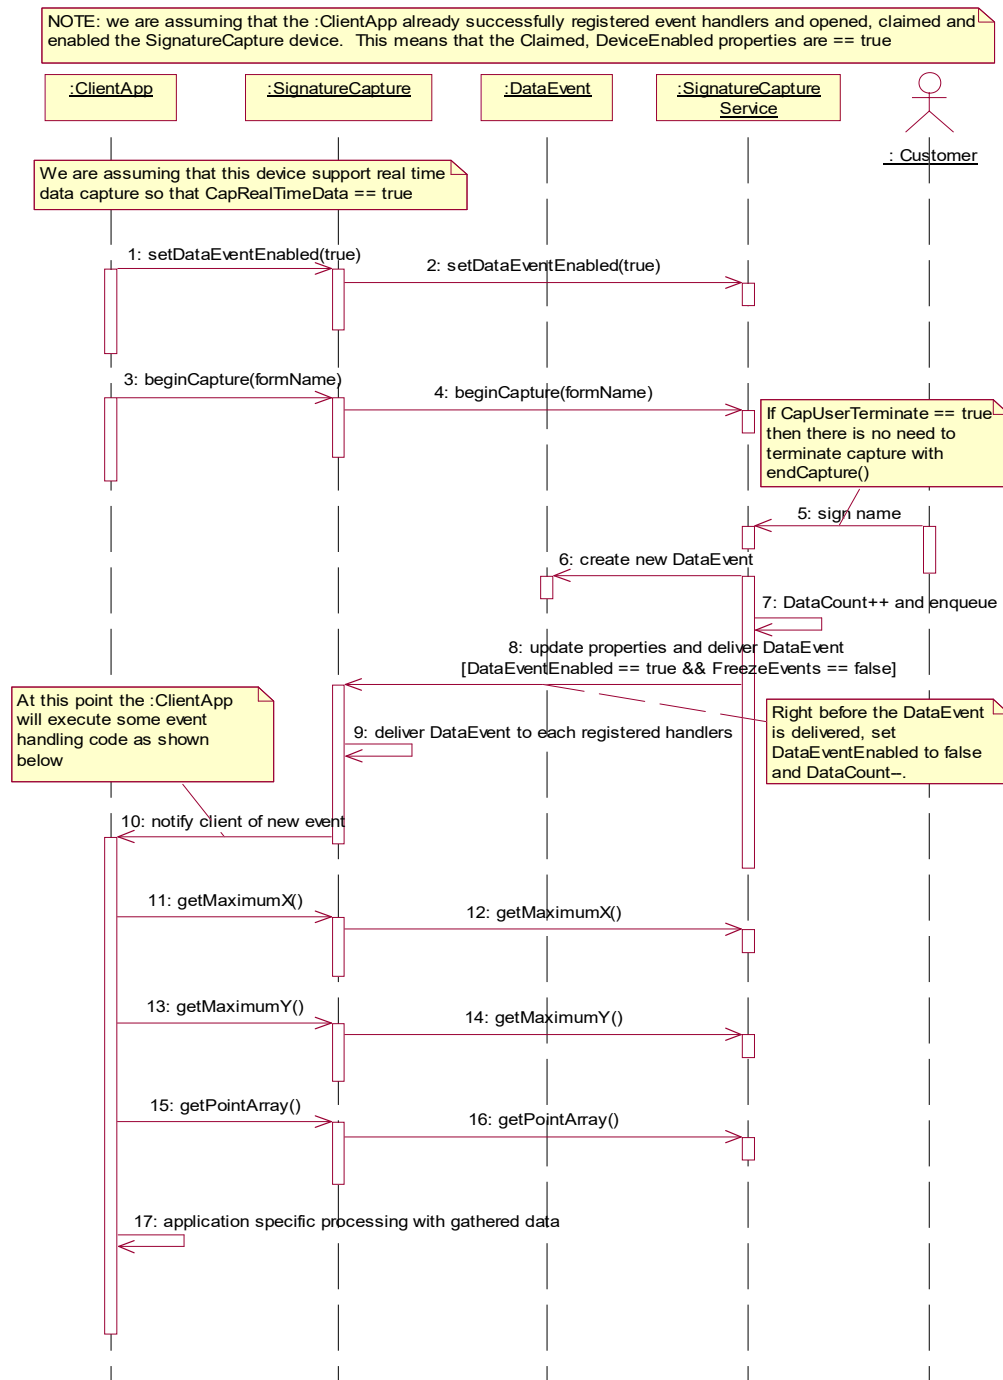 NOTE: we are assuming that the :ClientApp already successfully registered event handlers and opened, claimed and
enabled the SignatureCapture device.  This means that the Claimed, DeviceEnabled properties are == true
:ClientApp
:SignatureCapture
:DataEvent
:SignatureCapture
Service
: Customer
We are assuming that this device support real time
data capture so that CapRealTimeData == true
1: setDataEventEnabled(true)
2: setDataEventEnabled(true)
3: beginCapture(formName)
4: beginCapture(formName)
If CapUserTerminate == true
then there is no need to
terminate capture with
endCapture()
5: sign name
6: create new DataEvent
7: DataCount++ and enqueue
8: update properties and deliver DataEvent
[DataEventEnabled == true && FreezeEvents == false]
At this point the :ClientApp
will execute some event
handling code as shown
below
Right before the DataEvent
is delivered, set
DataEventEnabled to false
and DataCount--.
9: deliver DataEvent to each registered handlers
10: notify client of new event
11: getMaximumX()
12: getMaximumX()
13: getMaximumY()
14: getMaximumY()
15: getPointArray()
16: getPointArray()
17: application specific processing with gathered data